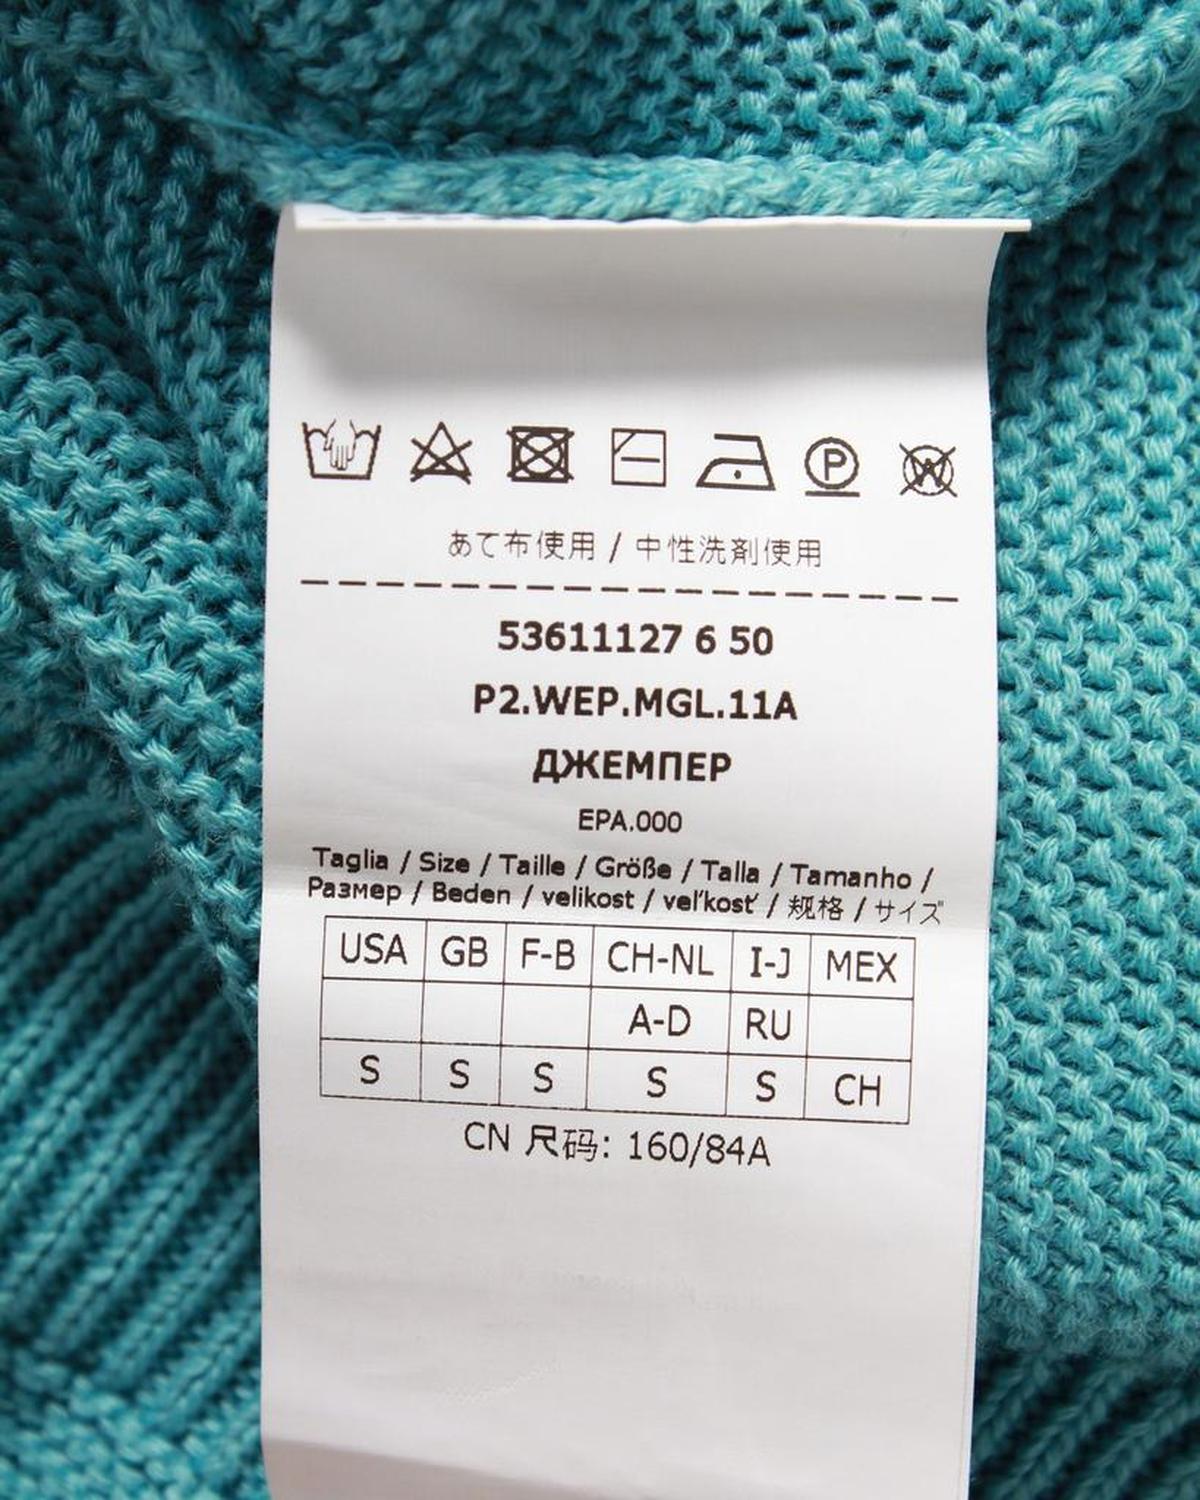 P W
あて布使用 / 中性洗剤使用
53611127 6 50
P2.WEP.MGL.11A
ДЖЕМПЕР
EPA.000
Taglia / Size / Taille / Größe / Talla / Tamanho /
Размер / Beden / velikost / veľkosť / 规格 / サイズ
USA GB F-B CH-NL I-J MEX
A-D RU
S S S S S CH
CN 尺码: 160/84A